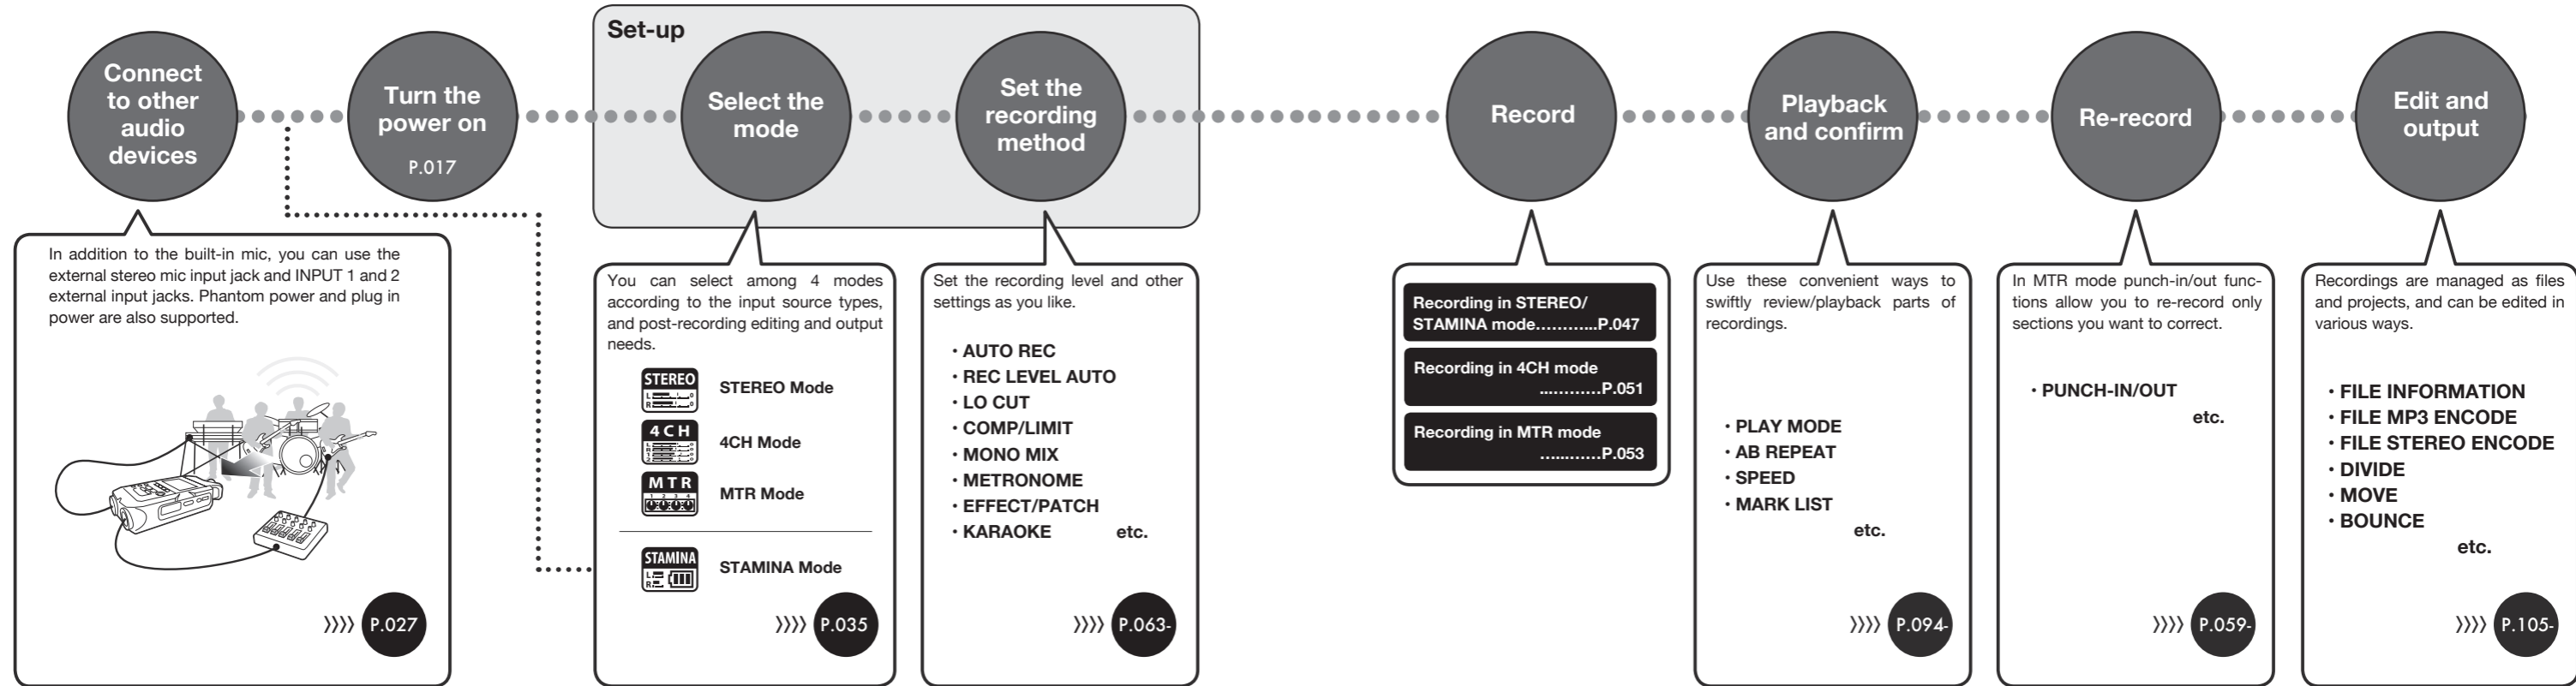 Set-up
Connect
to other
audio
devices
Turn the
power on
P.017
Select the
mode
Set the
recording
method
Record
Playback
and confirm
Re-record
Edit and
output
In addition to the built-in mic, you can use the
external stereo mic input jack and INPUT 1 and 2
external input jacks. Phantom power and plug in
power are also supported.
〉〉〉〉 P.027
You can select among 4 modes
according to the input source types,
and post-recording editing and output
needs.
STEREO
L
R
STEREO Mode
4CH
L
R
1
2
4CH Mode
MTR
1 2 3 4
MTR Mode
STAMINA
L
R
STAMINA Mode
〉〉〉〉 P.035
Set the recording level and other
settings as you like.
・AUTO REC
・REC LEVEL AUTO
・LO CUT
・COMP/LIMIT
・MONO MIX
・METRONOME
・EFFECT/PATCH
・KARAOKE etc.
〉〉〉〉 P.063-
Recording in STEREO/
STAMINA mode...........P.047
Recording in 4CH mode
............P.051
Recording in MTR mode
............P.053
Use these convenient ways to
swiftly review/playback parts of
recordings.
・PLAY MODE
・AB REPEAT
・SPEED
・MARK LIST
etc.
〉〉〉〉 P.094-
In MTR mode punch-in/out func-
tions allow you to re-record only
sections you want to correct.
・PUNCH-IN/OUT
etc.
〉〉〉〉 P.059-
Recordings are managed as files
and projects, and can be edited in
various ways.
・FILE INFORMATION
・FILE MP3 ENCODE
・FILE STEREO ENCODE
・DIVIDE
・MOVE
・BOUNCE
etc.
〉〉〉〉 P.105-